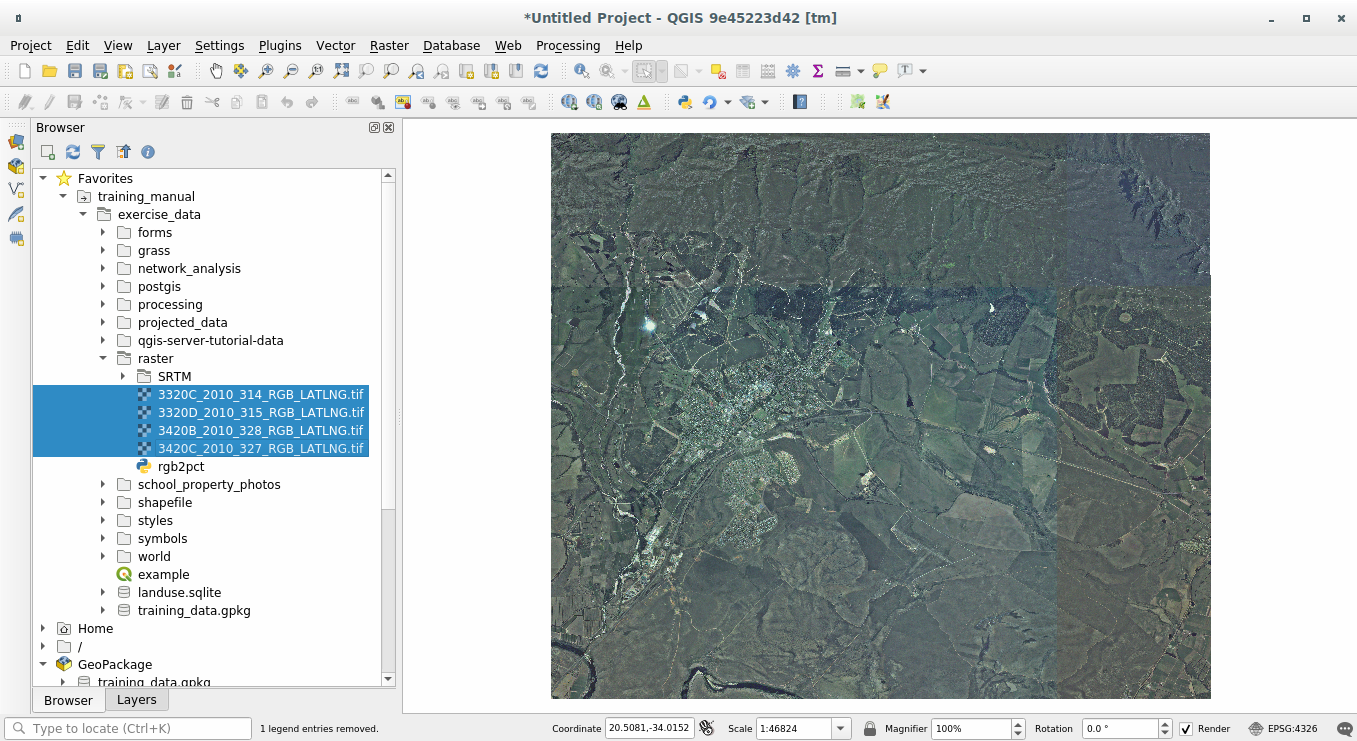 *Untitled Project - QGIS 9e45223d42 [tm]
Project Edit View Layer Settings Plugins Vector Raster Database Web Processing Help
Browser
Favorites
training_manual
exercise_data
forms
grass
network_analysis
postgis
processing
projected_data
qgis-server-tutorial-data
raster
SRTM
3320C_2010_314_RGB_LATLNG.tif
3320D_2010_315_RGB_LATLNG.tif
3420B_2010_328_RGB_LATLNG.tif
3420C_2010_327_RGB_LATLNG.tif
rgb2pct
school_property_photos
shapefile
styles
symbols
world
example
landuse.sqlite
training_data.gpkg
Home
/
GeoPackage
training_data.gpkg
Browser Layers
Type to locate (Ctrl+K) 1 legend entries removed. Coordinate 20.5081,-34.0152 Scale 1:46824 Magnifier 100% Rotation 0.0 ° Render EPSG:4326